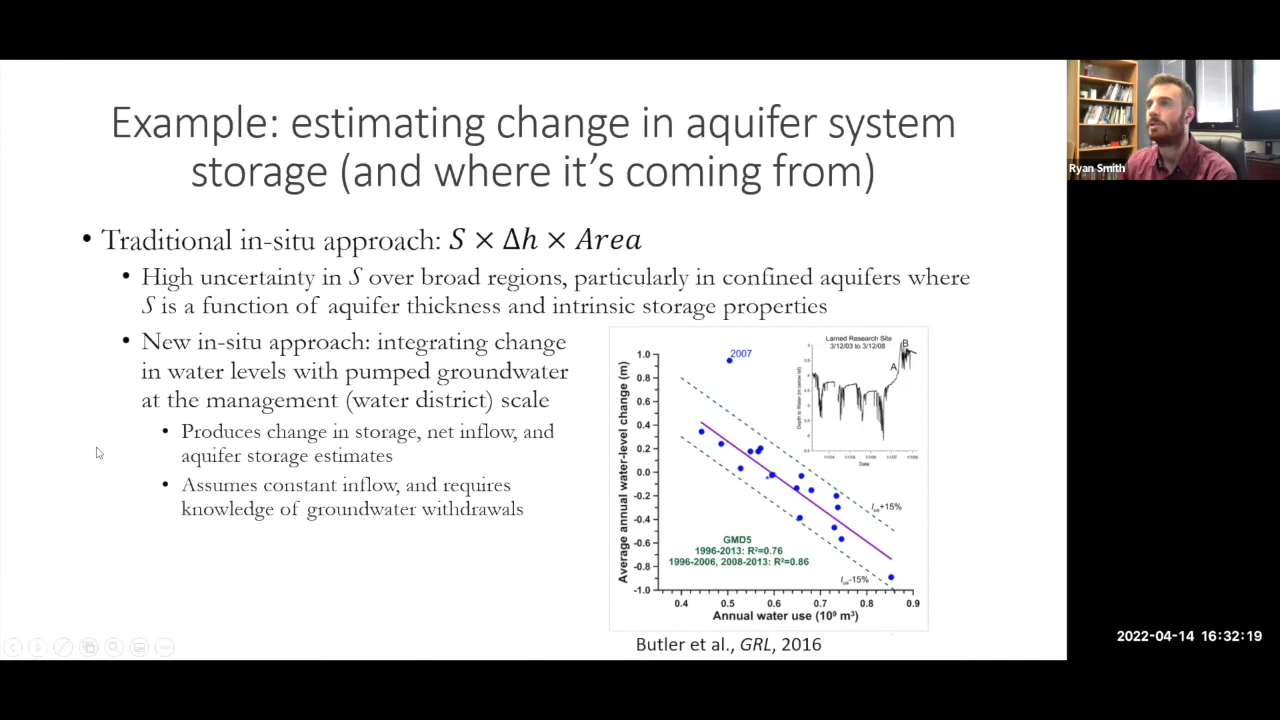 Example: estimating change in aquifer system
storage (and where it's coming from)
Ryan Smith
• Traditional in-situ approach: S × Δh × Area
• High uncertainty in S over broad regions, particularly in confined aquifers where
S is a function of aquifer thickness and intrinsic storage properties
• New in-situ approach: integrating change
in water levels with pumped groundwater
at the management (water district) scale
• Produces change in storage, net inflow, and
aquifer storage estimates
• Assumes constant inflow, and requires
knowledge of groundwater withdrawals
Average annual water-level change (m)
1.0
0.8
0.6
0.4
0.2
0.0
-0.2
-0.4
-0.6
-0.8
-1.0
2007
Larned Research Site
3/12/03 to 3/12/08
B
A
Date
+15%
GMD5
1996-2013: R²=0.76
1996-2006, 2008-2013: R²=0.86
-15%
0.4 0.5 0.6 0.7 0.8 0.9
Annual water use (10⁹ m³)
Butler et al., GRL, 2016
2022-04-14 16:32:19